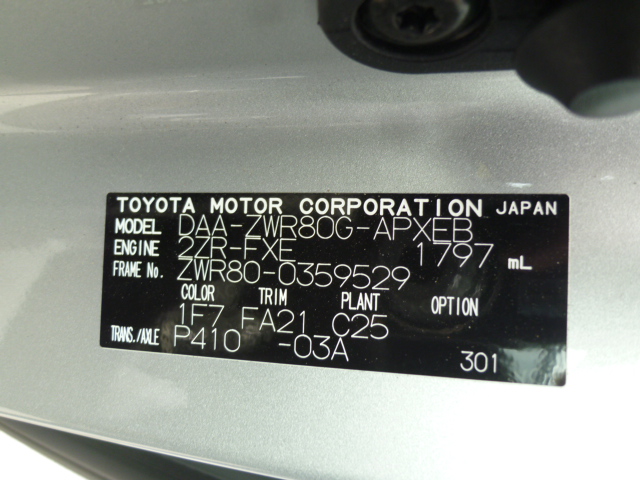 TOYOTA MOTOR CORPORATION JAPAN
MODEL DAA-ZWR80G-APXEB
ENGINE 2ZR-FXE 1797 mL
FRAME No. ZWR80-0359529
COLOR TRIM PLANT OPTION
1F7 FA21 C25
TRANS./AXLE P410 -03A
301